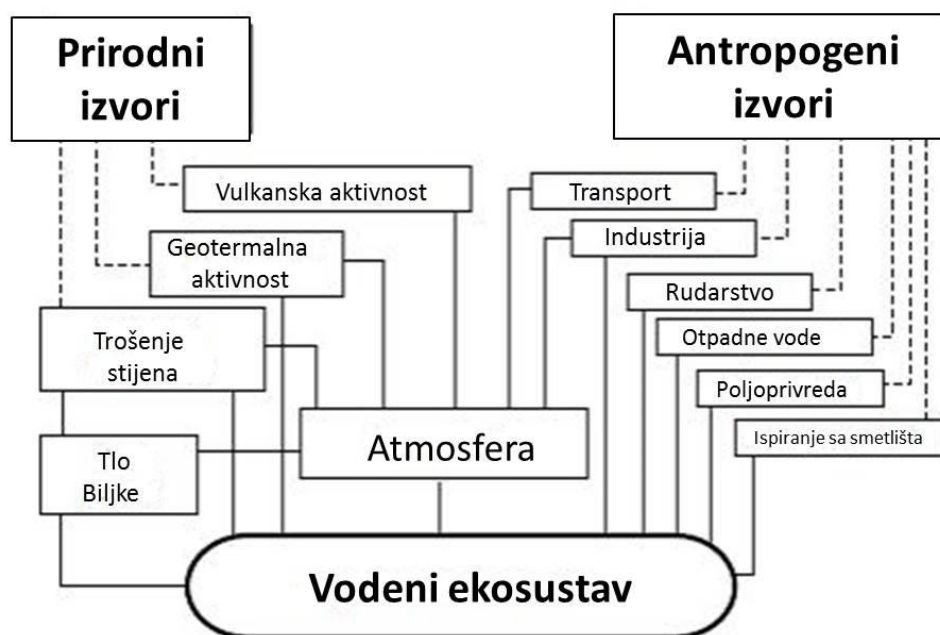 Prirodni
izvori
Antropogeni
izvori
Vulkanska aktivnost
Transport
Geotermalna
aktivnost
Industrija
Rudarstvo
Trošenje
stijena
Otpadne vode
Poljoprivreda
Atmosfera
Ispiranje sa smetlišta
Tlo
Biljke
Vodeni ekosustav